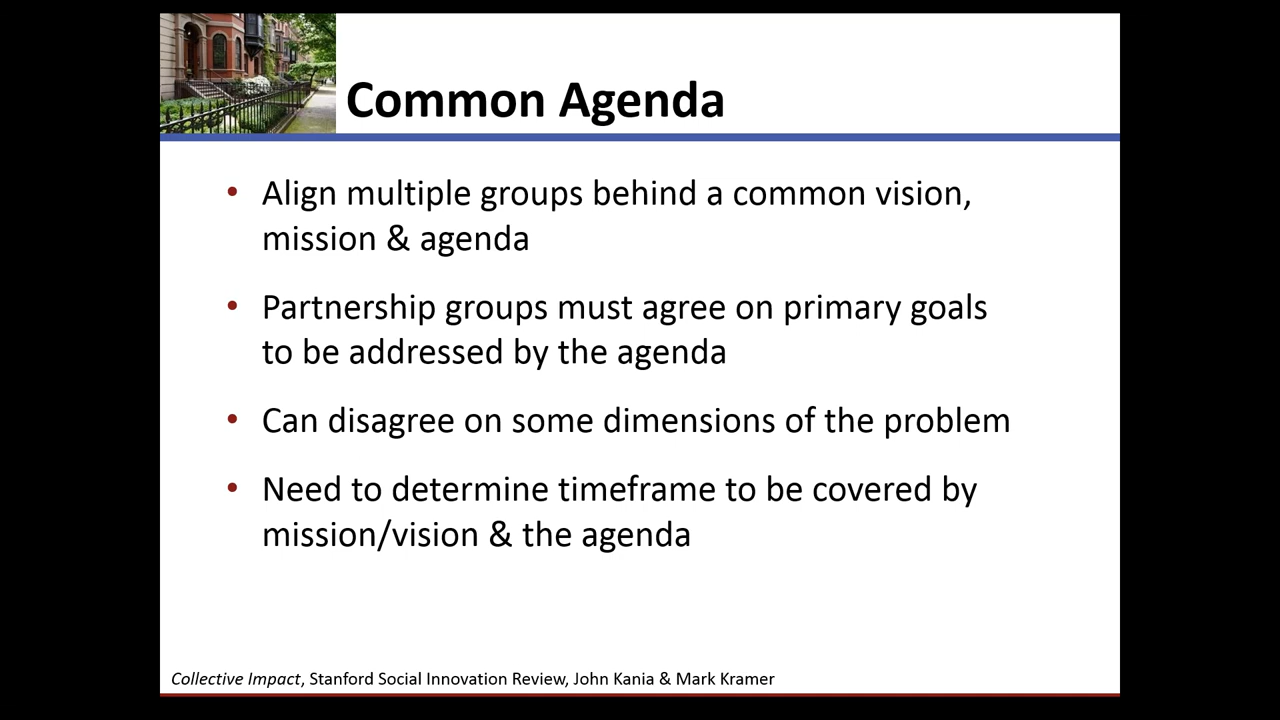 Common Agenda
• Align multiple groups behind a common vision,
mission & agenda
• Partnership groups must agree on primary goals
to be addressed by the agenda
• Can disagree on some dimensions of the problem
• Need to determine timeframe to be covered by
mission/vision & the agenda
Collective Impact, Stanford Social Innovation Review, John Kania & Mark Kramer